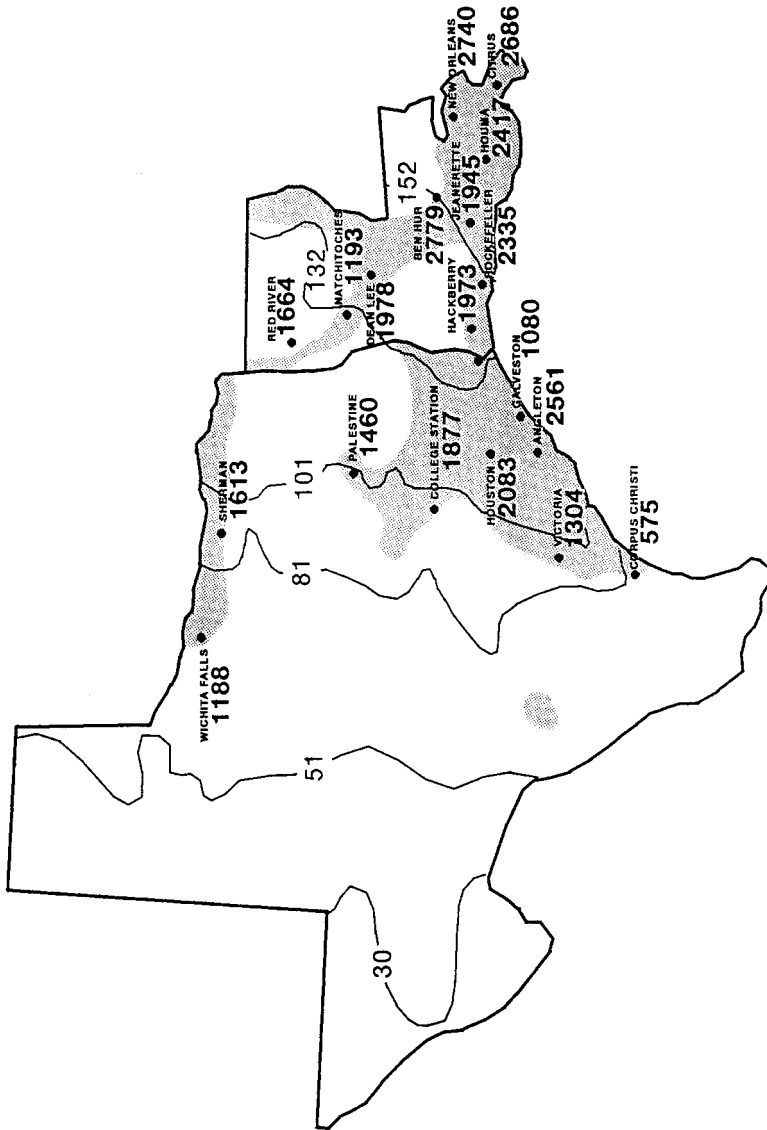 WICHITA FALLS
1188
SHERMAN
1613
RED RIVER
1664
NATCHITOCHES
1193
DEAN LEE
1978
132
152
101
81
51
30
PALESTINE
1460
COLLEGE STATION
1877
HOUSTON
2083
VICTORIA
1304
CORPUS CHRISTI
575
ANGLETON
2561
GALVESTON
1080
HACKBERRY
1973
ROCKEFELLER
2335
BEN HUR
2779
JEANERETTE
1945
HOUMA
2417
NEW ORLEANS
2740
CITRUS
2686